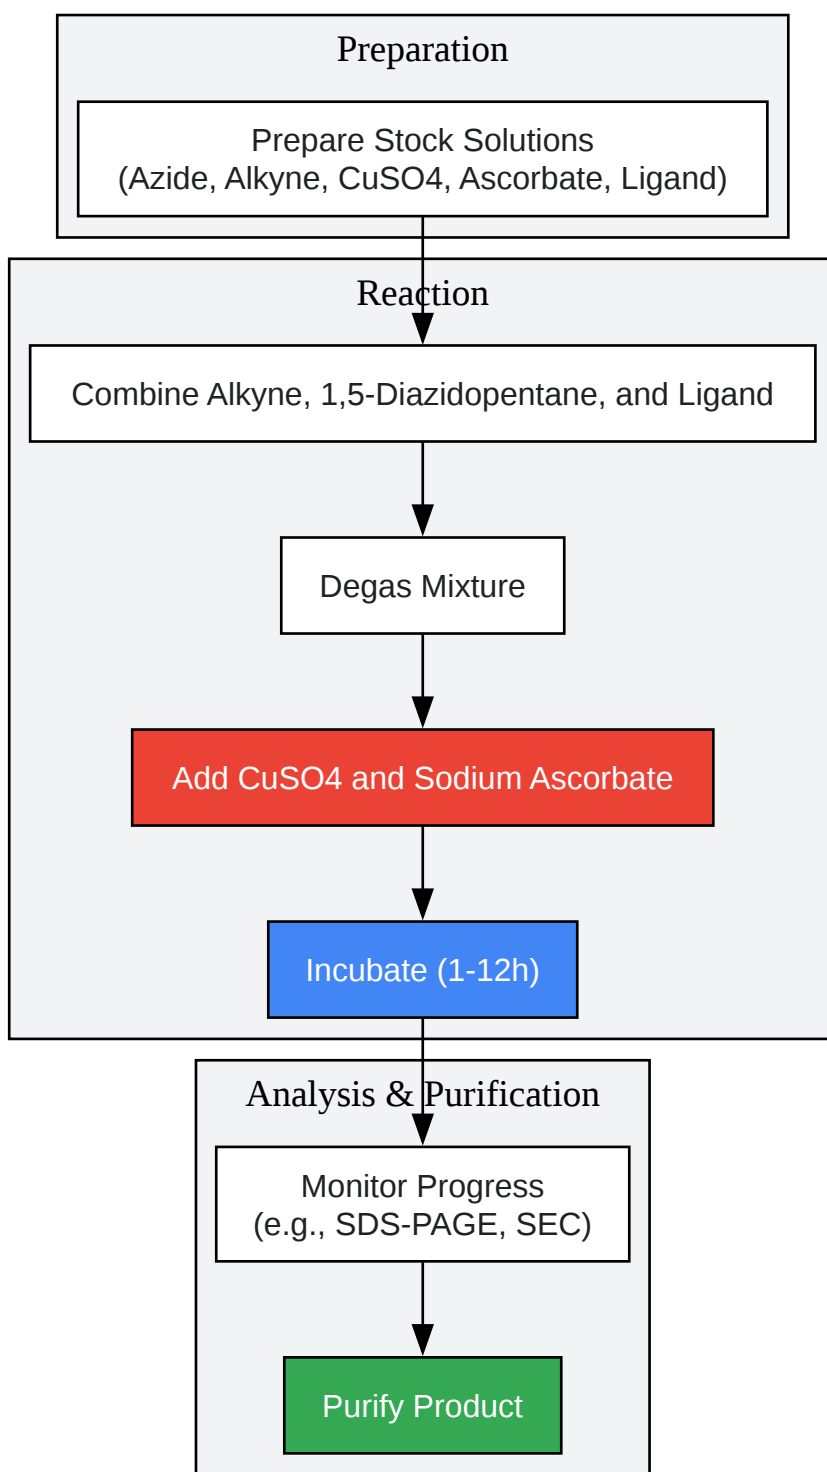 Preparation
Prepare Stock Solutions
(Azide, Alkyne, CuSO4, Ascorbate, Ligand)
Reaction
Combine Alkyne, 1,5-Diazidopentane, and Ligand
Degas Mixture
Add CuSO4 and Sodium Ascorbate
Incubate (1-12h)
Analysis & Purification
Monitor Progress
(e.g., SDS-PAGE, SEC)
Purify Product